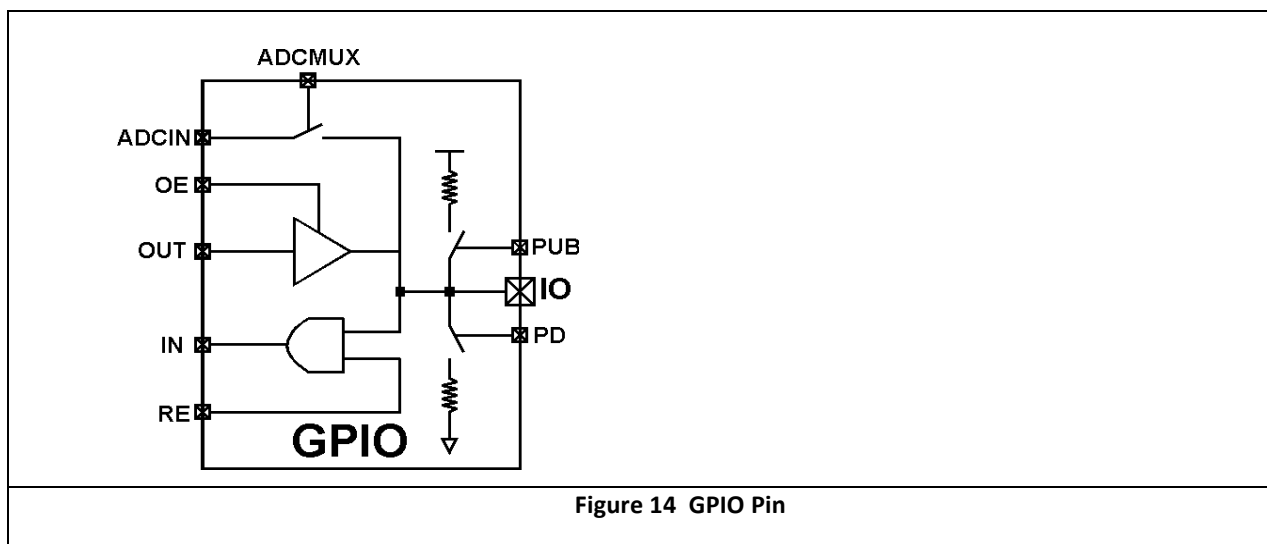 ADCMUX
ADCIN
OE
OUT
PUB
IO
IN
PD
RE
GPIO
Figure 14 GPIO Pin